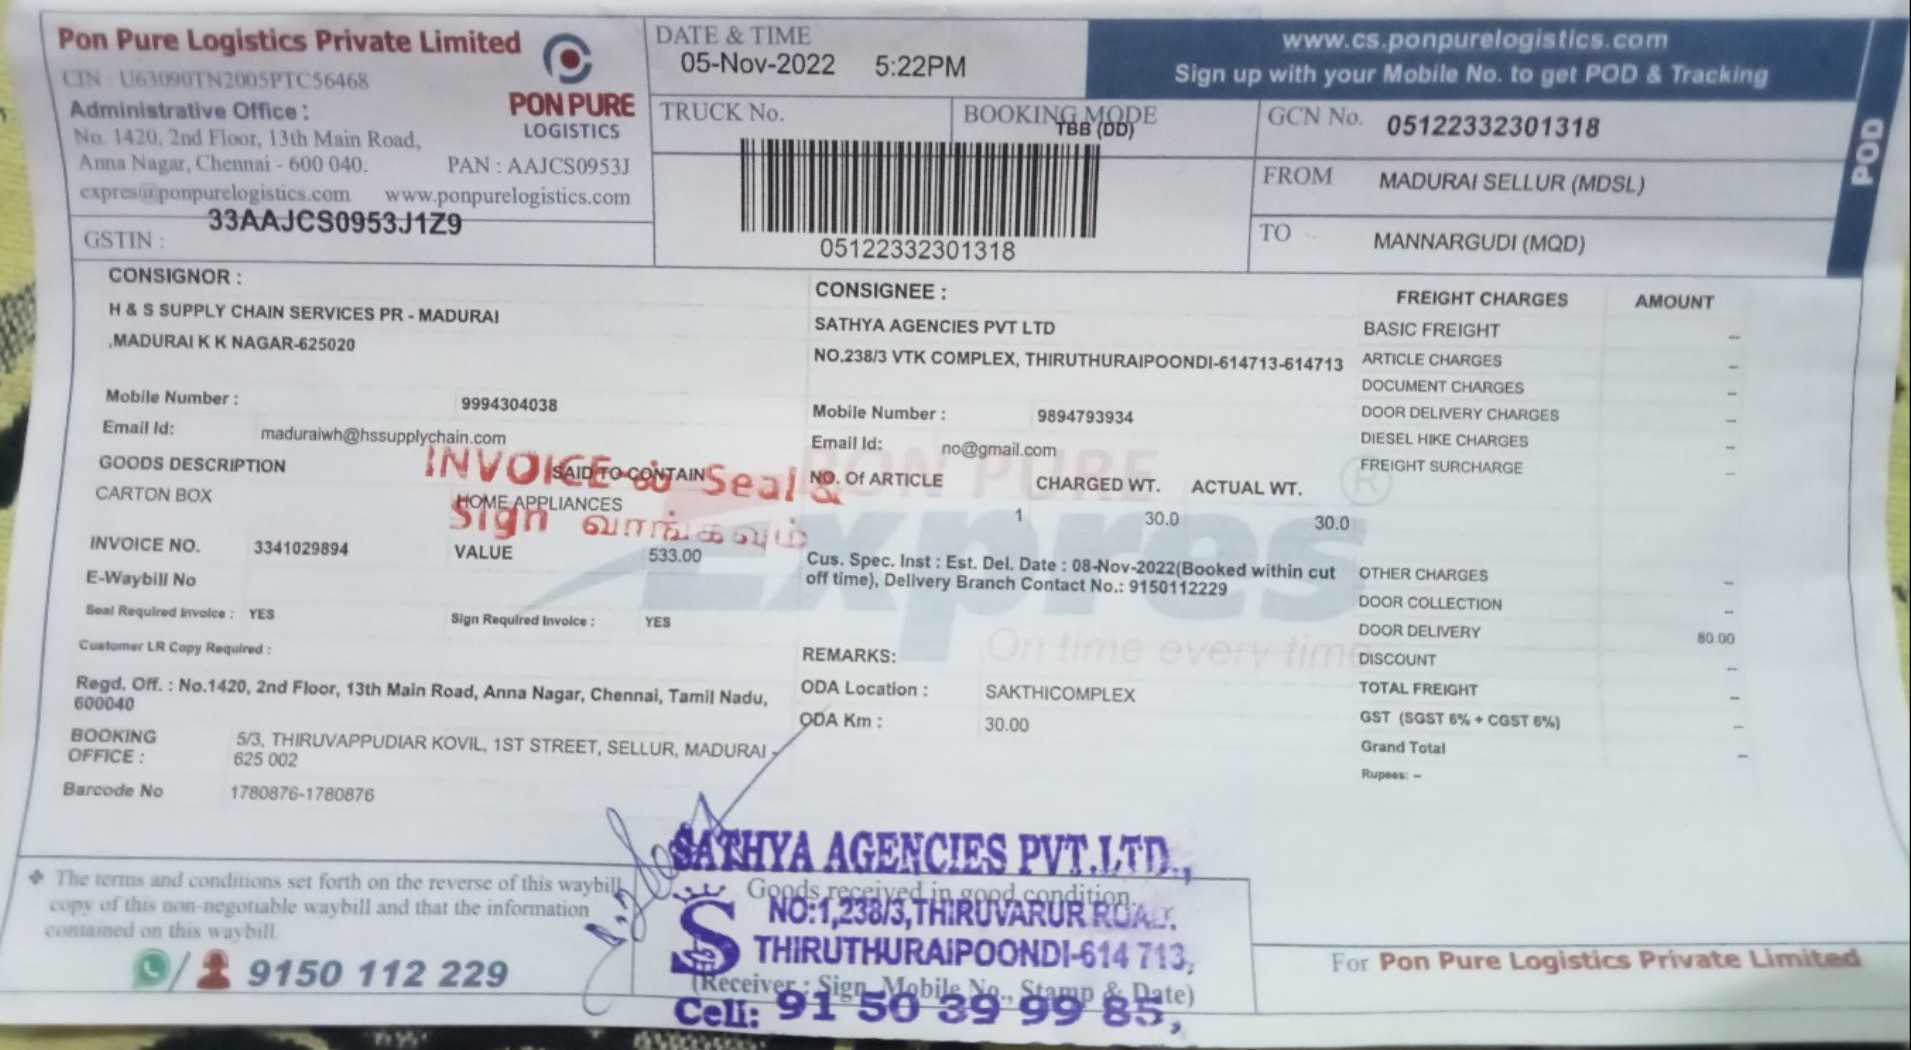 Pon Pure Logistics Private Limited
CIN U63090TN2005PTC56468
Administrative Office :
No. 1420, 2nd Floor, 13th Main Road,
Anna Nagar, Chennai - 600 040. PAN : AAJCS0953J
expres@ponpurelogistics.com www.ponpurelogistics.com
GSTIN : 33AAJCS0953J1Z9
PON PURE
LOGISTICS
DATE & TIME
05-Nov-2022 5:22PM
www.cs.ponpurelogistics.com
Sign up with your Mobile No. to get POD & Tracking
POD
TRUCK No.
BOOKING MODE
TBB (DD)
GCN No. 05122332301318
FROM MADURAI SELLUR (MDSL)
TO MANNARGUDI (MQD)
05122332301318
CONSIGNOR :
H & S SUPPLY CHAIN SERVICES PR - MADURAI
,MADURAI K K NAGAR-625020
Mobile Number : 9994304038
Email Id: maduraiwh@hssupplychain.com
GOODS DESCRIPTION SAID TO CONTAIN
CARTON BOX HOME APPLIANCES
INVOICE-ல் Seal &
Sign வாங்கவும்
INVOICE NO. 3341029894 VALUE 533.00
E-Waybill No
Seal Required Invoice : YES Sign Required Invoice : YES
Customer LR Copy Required :
Regd. Off. : No.1420, 2nd Floor, 13th Main Road, Anna Nagar, Chennai, Tamil Nadu,
600040
BOOKING OFFICE : 5/3, THIRUVAPPUDIAR KOVIL, 1ST STREET, SELLUR, MADURAI -
625 002
Barcode No 1780876-1780876
CONSIGNEE :
SATHYA AGENCIES PVT LTD
NO.238/3 VTK COMPLEX, THIRUTHURAIPOONDI-614713-614713
Mobile Number : 9894793934
Email Id: no@gmail.com
NO. Of ARTICLE CHARGED WT. ACTUAL WT.
1 30.0 30.0
Cus. Spec. Inst : Est. Del. Date : 08-Nov-2022(Booked within cut
off time), Delivery Branch Contact No.: 9150112229
PON PURE
Expres
On time every time
®
REMARKS:
ODA Location : SAKTHICOMPLEX
ODA Km : 30.00
FREIGHT CHARGES AMOUNT
BASIC FREIGHT –
ARTICLE CHARGES –
DOCUMENT CHARGES –
DOOR DELIVERY CHARGES –
DIESEL HIKE CHARGES –
FREIGHT SURCHARGE –
OTHER CHARGES –
DOOR COLLECTION –
DOOR DELIVERY 80.00
DISCOUNT –
TOTAL FREIGHT –
GST (SGST 6% + CGST 6%) –
Grand Total –
Rupees: –
❖ The terms and conditions set forth on the reverse of this waybill
copy of this non-negotiable waybill and that the information
contained on this waybill.
/ 9150 112 229
SATHYA AGENCIES PVT.LTD.,
Goods received in good condition.
NO:1,238/3,THIRUVARUR ROAD,
S
THIRUTHURAIPOONDI-614 713,
(Receiver : Sign, Mobile No., Stamp & Date)
Cell: 91 50 39 99 85,
For Pon Pure Logistics Private Limited